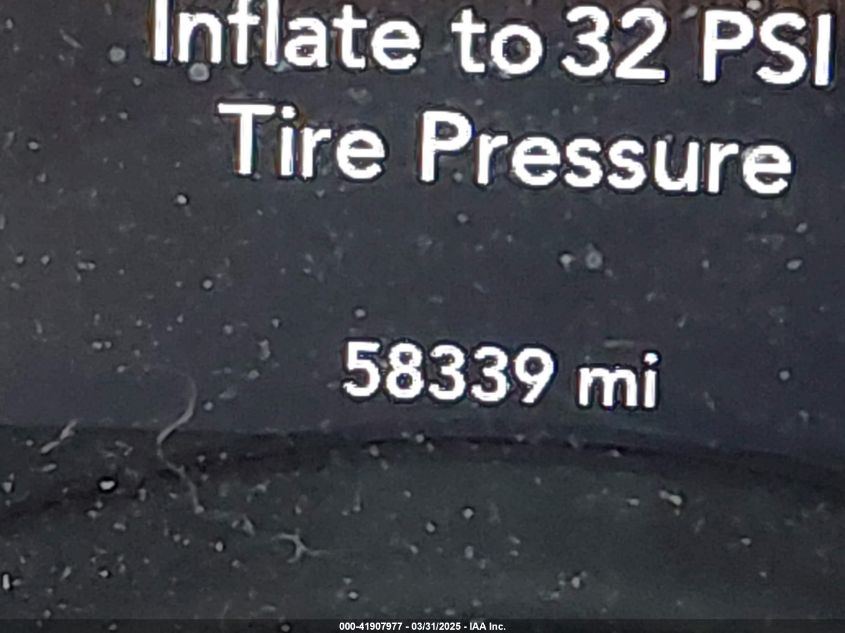 Inflate to 32 PSI
Tire Pressure
58339 mi
000-41907977 - 03/31/2025 - IAA Inc.